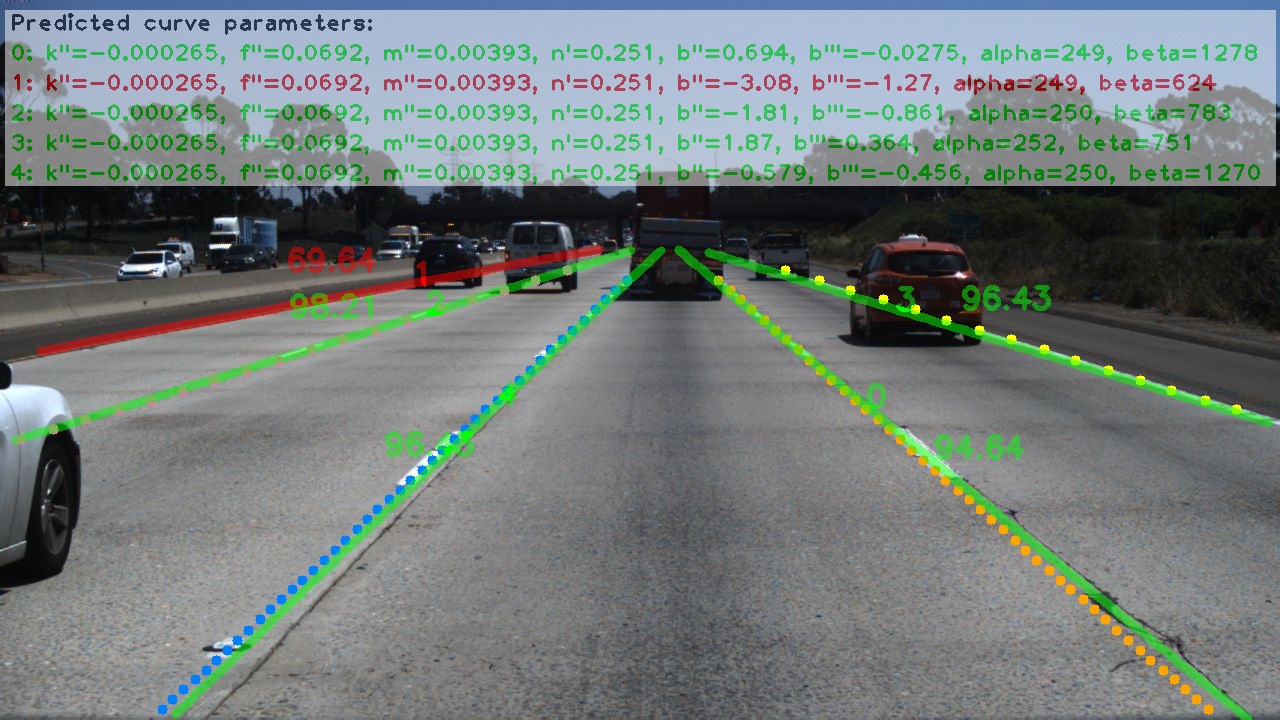 Predicted curve parameters:
0: k''=-0.000265, f''=0.0692, m''=0.00393, n'=0.251, b''=0.694, b'''=-0.0275, alpha=249, beta=1278
1: k''=-0.000265, f''=0.0692, m''=0.00393, n'=0.251, b''=-3.08, b'''=-1.27, alpha=249, beta=624
2: k''=-0.000265, f''=0.0692, m''=0.00393, n'=0.251, b''=-1.81, b'''=-0.861, alpha=250, beta=783
3: k''=-0.000265, f''=0.0692, m''=0.00393, n'=0.251, b''=1.87, b'''=0.364, alpha=252, beta=751
4: k''=-0.000265, f''=0.0692, m''=0.00393, n'=0.251, b''=-0.579, b'''=-0.456, alpha=250, beta=1270
69.64 1
98.21 2
3 96.43
0
94.64